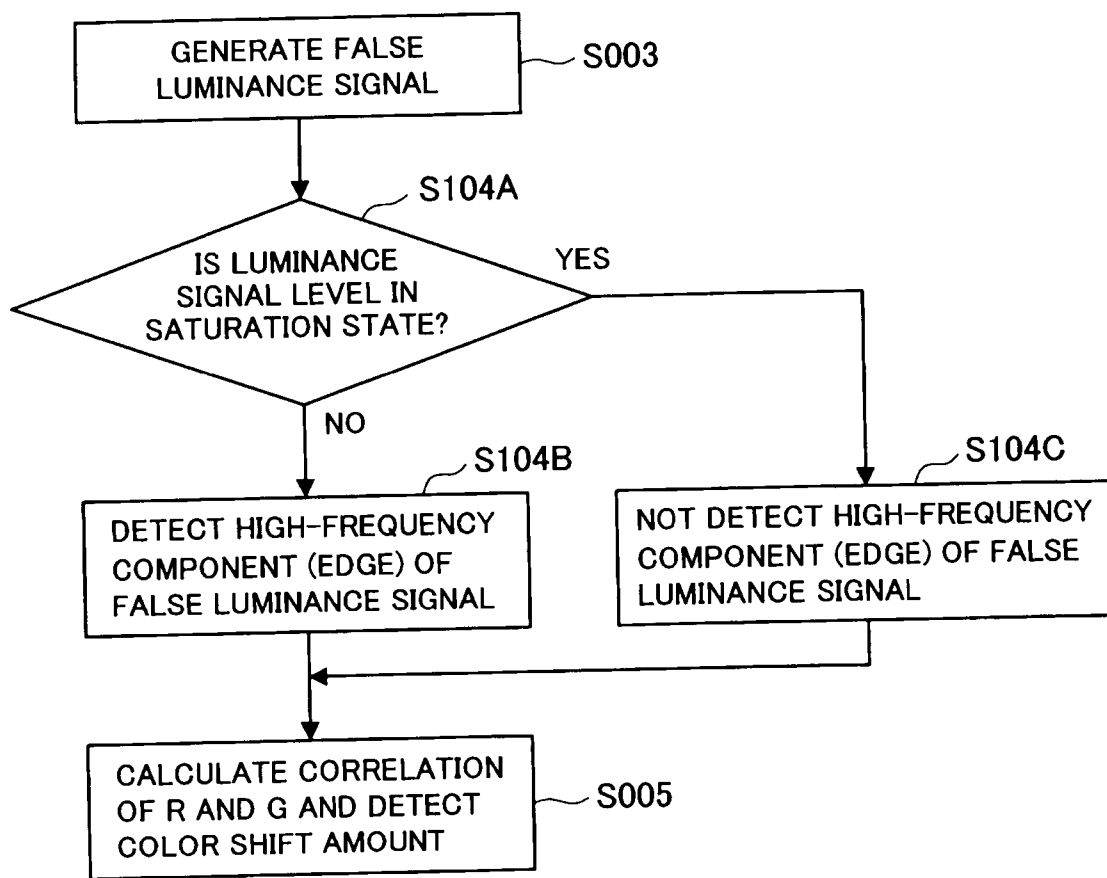 GENERATE FALSE
LUMINANCE SIGNAL
S003
S104A
IS LUMINANCE
SIGNAL LEVEL IN
SATURATION STATE?
YES
NO
S104B
DETECT HIGH-FREQUENCY
COMPONENT (EDGE) OF
FALSE LUMINANCE SIGNAL
S104C
NOT DETECT HIGH-FREQUENCY
COMPONENT (EDGE) OF FALSE
LUMINANCE SIGNAL
CALCULATE CORRELATION
OF R AND G AND DETECT
COLOR SHIFT AMOUNT
S005